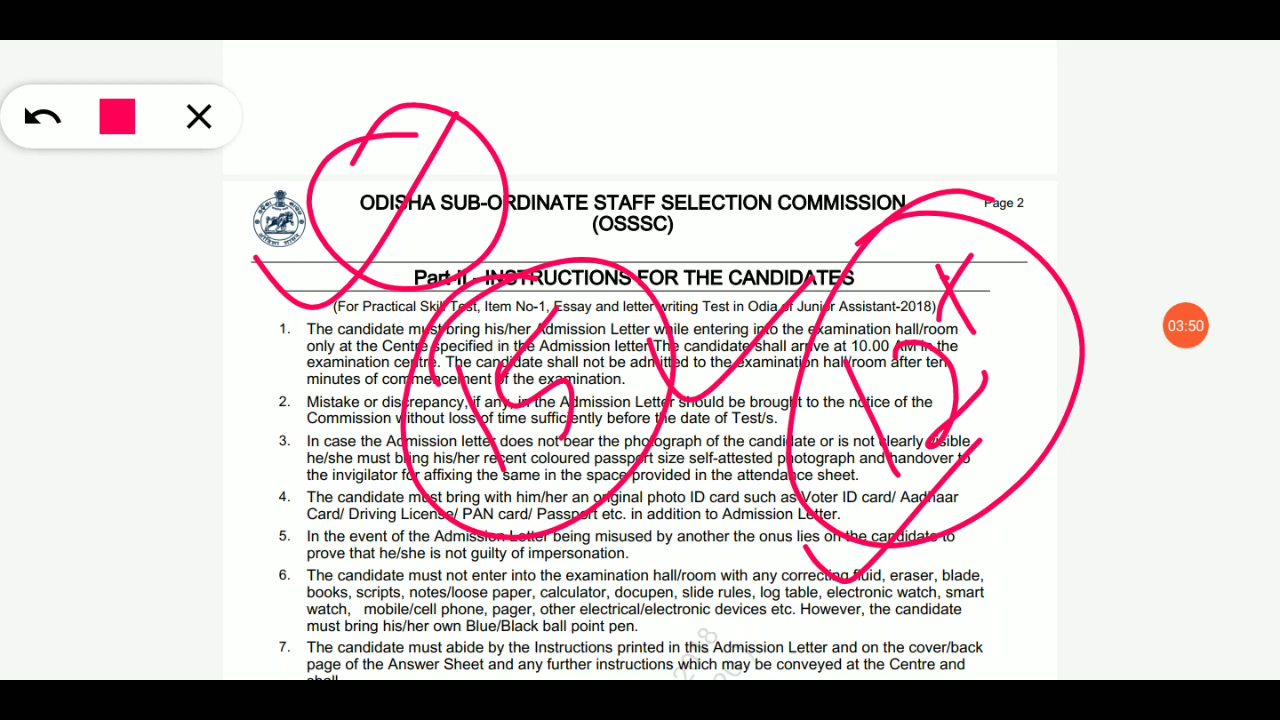 ODISHA SUB-ORDINATE STAFF SELECTION COMMISSION
(OSSSC)
Page 2
Part-II - INSTRUCTIONS FOR THE CANDIDATES
(For Practical Skill Test, Item No-1, Essay and letter writing Test in Odia of Junior Assistant-2018)
1. The candidate must bring his/her Admission Letter while entering into the examination hall/room
only at the Centre specified in the Admission letter. The candidate shall arrive at 10.00 AM in the
examination centre. The candidate shall not be admitted to the examination hall/room after ten
minutes of commencement of the examination.
2. Mistake or discrepancy, if any, in the Admission Letter should be brought to the notice of the
Commission without loss of time sufficiently before the date of Test/s.
3. In case the Admission letter does not bear the photograph of the candidate or is not clearly visible,
he/she must bring his/her recent coloured passport size self-attested photograph and handover to
the invigilator for affixing the same in the space provided in the attendance sheet.
4. The candidate must bring with him/her an original photo ID card such as Voter ID card/ Aadhaar
Card/ Driving License/ PAN card/ Passport etc. in addition to Admission Letter.
5. In the event of the Admission Letter being misused by another the onus lies on the candidate to
prove that he/she is not guilty of impersonation.
6. The candidate must not enter into the examination hall/room with any correcting fluid, eraser, blade,
books, scripts, notes/loose paper, calculator, docupen, slide rules, log table, electronic watch, smart
watch, mobile/cell phone, pager, other electrical/electronic devices etc. However, the candidate
must bring his/her own Blue/Black ball point pen.
7. The candidate must abide by the Instructions printed in this Admission Letter and on the cover/back
page of the Answer Sheet and any further instructions which may be conveyed at the Centre and
shall
03:50